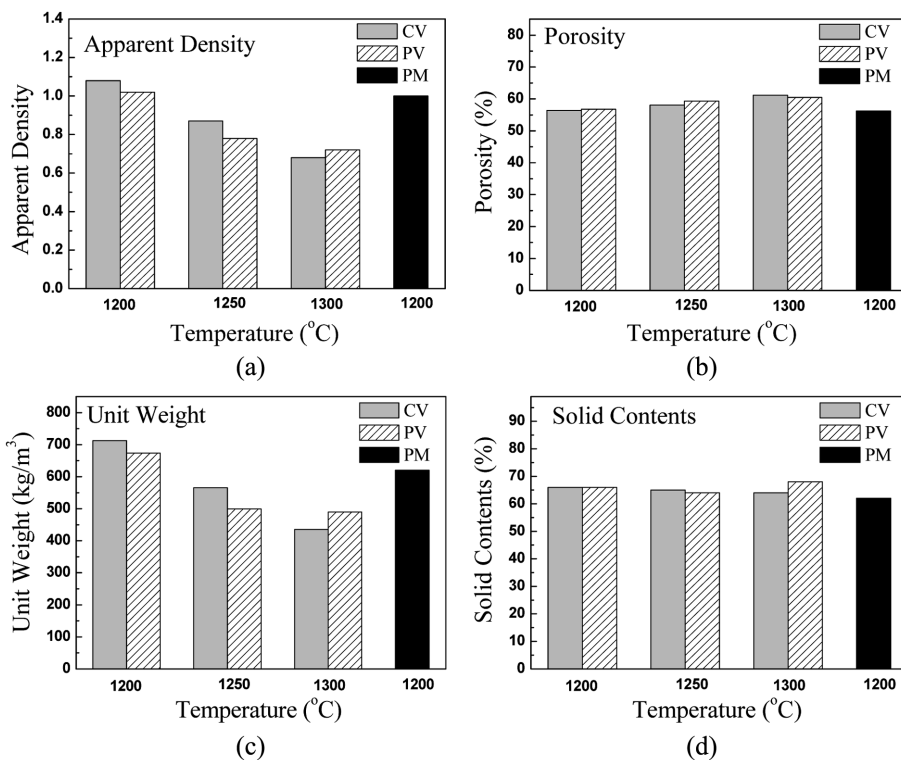 Apparent Density
CV
PV
PM
1.4
1.2
1.0
0.8
0.6
0.4
0.2
0.0
Apparent Density
1200
1250
1300
1200
Temperature (°C)
(a)
Porosity
CV
PV
PM
80
70
60
50
40
30
20
10
0
Porosity (%)
1200
1250
1300
1200
Temperature (°C)
(b)
Unit Weight
CV
PV
PM
800
700
600
500
400
300
200
100
0
Unit Weight (kg/m³)
1200
1250
1300
1200
Temperature (°C)
(c)
Solid Contents
CV
PV
PM
90
80
70
60
50
40
30
20
10
0
Solid Contents (%)
1200
1250
1300
1200
Temperature (°C)
(d)